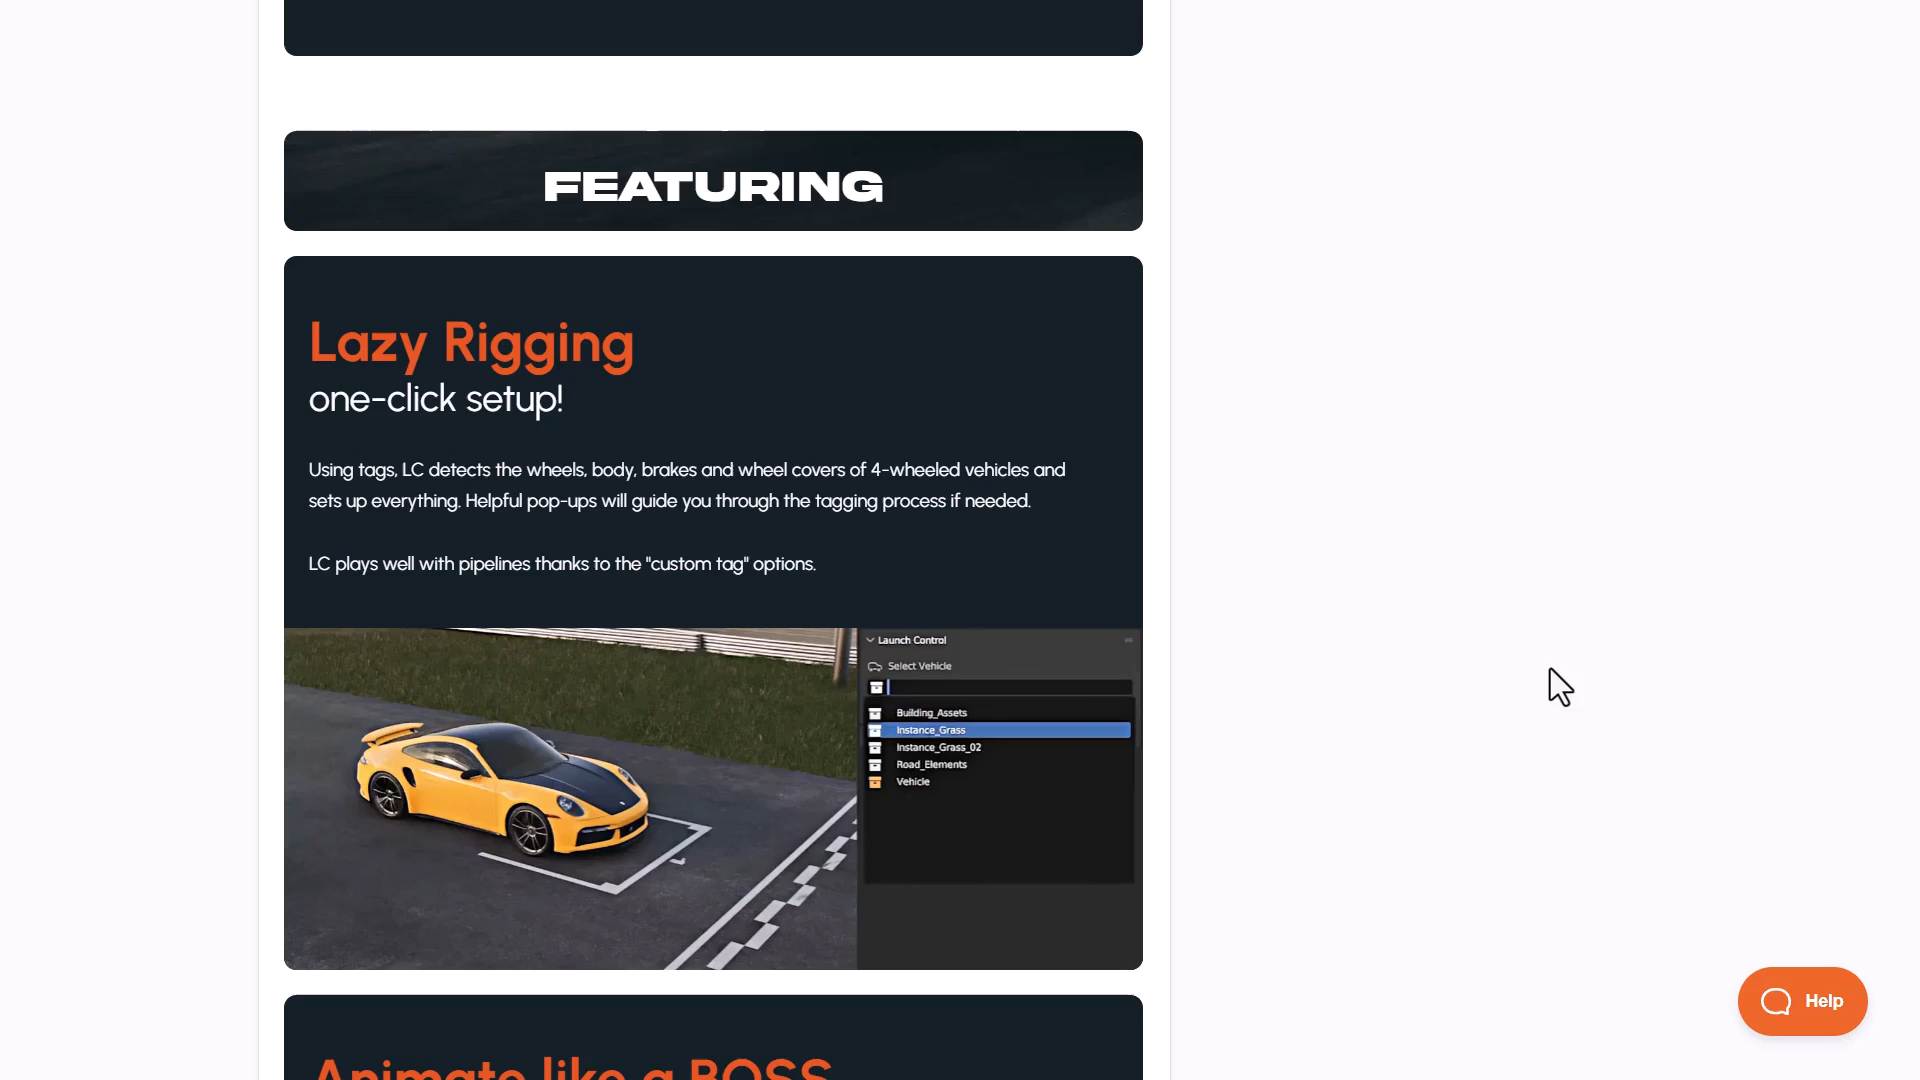 FEATURING
Lazy Rigging
one-click setup!
Using tags, LC detects the wheels, body, brakes and wheel covers of 4-wheeled vehicles and
sets up everything. Helpful pop-ups will guide you through the tagging process if needed.
LC plays well with pipelines thanks to the "custom tag" options.
Launch Control
Select Vehicle
Building_Assets
Instance_Grass
Instance_Grass_02
Road_Elements
Vehicle
Animate like a BOSS
Help